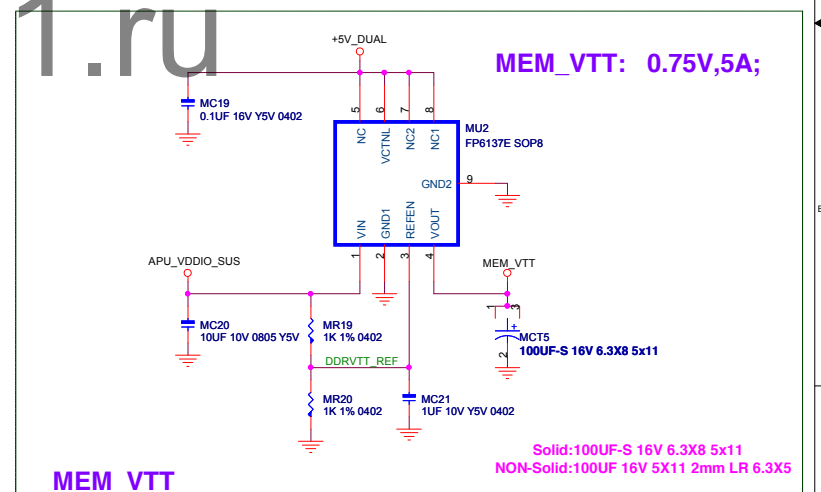 1.ru
+5V_DUAL
MEM_VTT: 0.75V,5A;
MC19
0.1UF 16V Y5V 0402
5 6 7 8
NC VCTNL NC2 NC1
MU2
FP6137E SOP8
GND2 9
VIN GND1 REFEN VOUT
1 2 3 4
APU_VDDIO_SUS
MEM_VTT
MC20
10UF 10V 0805 Y5V
MR19
1K 1% 0402
1 3
+
MCT5
100UF-S 16V 6.3X8 5x11
2
DDRVTT_REF
MR20
1K 1% 0402
MC21
1UF 10V Y5V 0402
Solid:100UF-S 16V 6.3X8 5x11
NON-Solid:100UF 16V 5X11 2mm LR 6.3X5
MEM_VTT